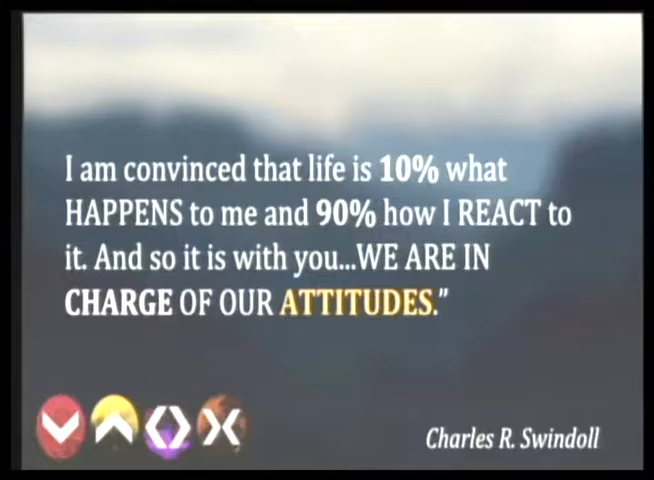 I am convinced that life is 10% what
HAPPENS to me and 90% how I REACT to
it. And so it is with you...WE ARE IN
CHARGE OF OUR ATTITUDES.”
Charles R. Swindoll